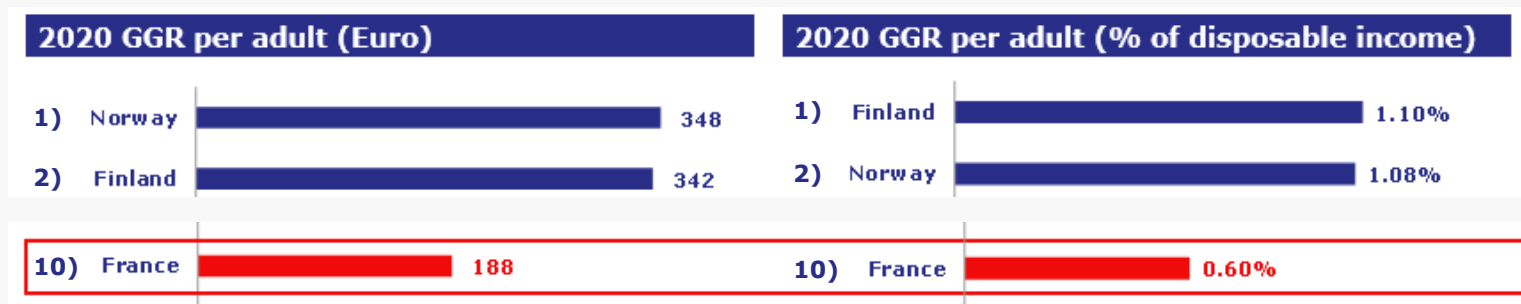 2020 GGR per adult (Euro)
1) Norway 348
2) Finland 342
10) France 188
2020 GGR per adult (% of disposable income)
1) Finland 1.10%
2) Norway 1.08%
10) France 0.60%